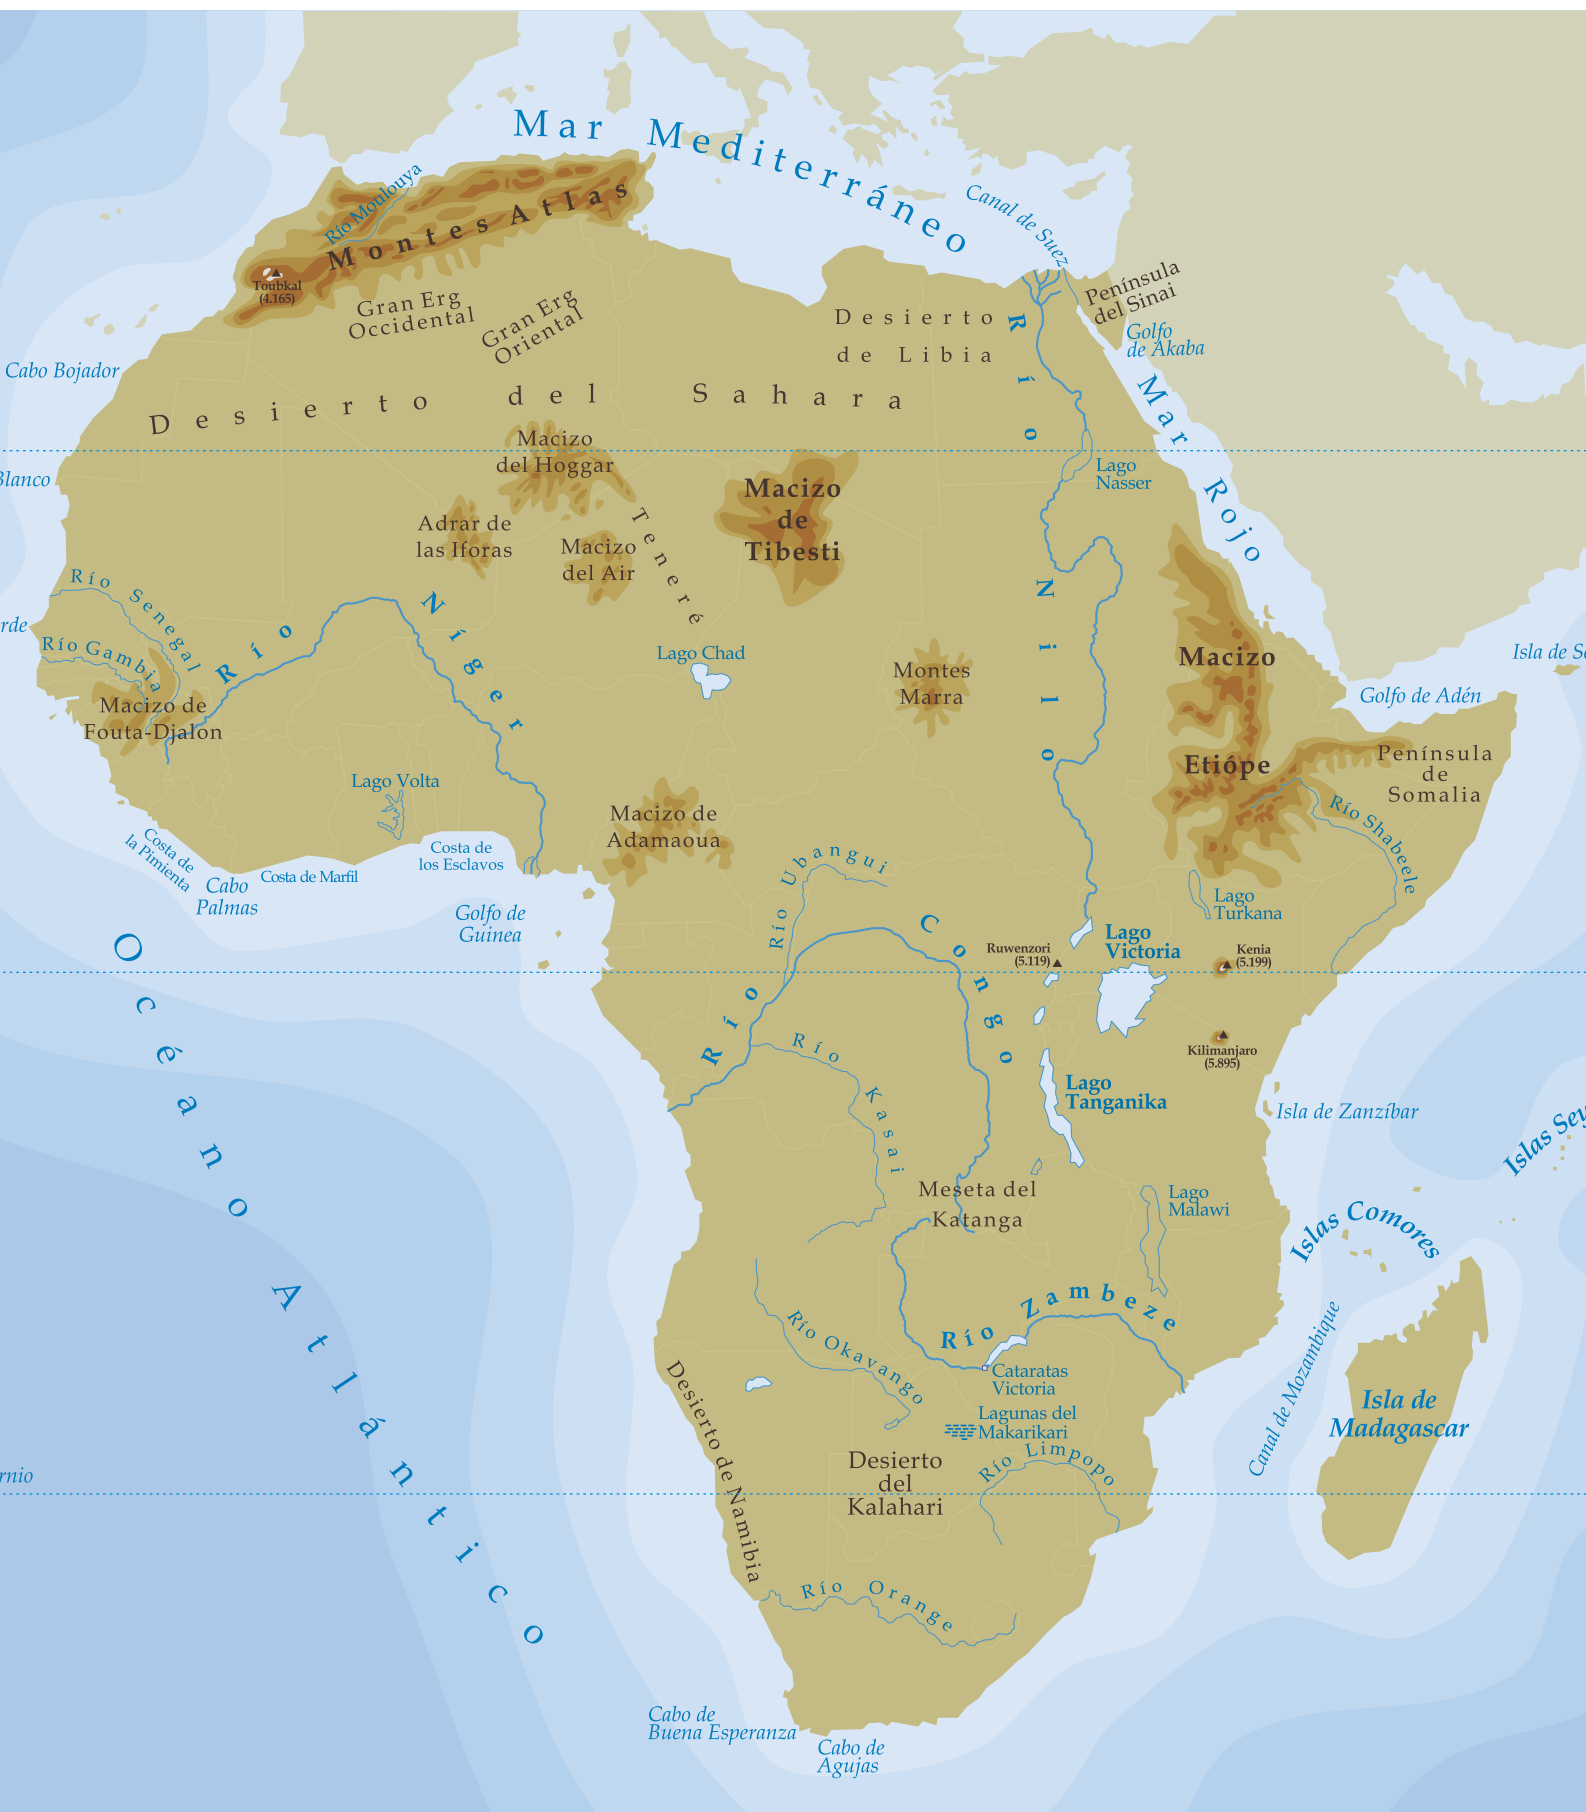 Mar Mediterráneo
Río Moulouya
Montes Atlas
Toubkal
(4.165)
Gran Erg
Occidental
Gran Erg
Oriental
Canal de Suez
Península
del Sinai
Golfo
de Akaba
Desierto
de Libia
Cabo Bojador
Desierto del Sahara
Mar Rojo
Río Nilo
Lago
Nasser
Blanco
Macizo
del Hoggar
Macizo
de
Tibesti
Adrar de
las Iforas
Macizo
del Air
Teneré
Río Senegal
rde
Río Gambia
Río Níger
Macizo de
Fouta-Djalon
Lago Chad
Montes
Marra
Macizo
Etiópe
Isla de So
Golfo de Adén
Península
de
Somalia
Río Shabeele
Lago Volta
Macizo de
Adamaoua
Costa de
la Pimienta
Cabo
Palmas
Costa de Marfil
Costa de
los Esclavos
Golfo de
Guinea
Río Ubangui
Río Congo
Lago
Turkana
Lago
Victoria
Ruwenzori
(5.119)
Kenia
(5.199)
Kilimanjaro
(5.895)
Río Kasai
Lago
Tanganika
Isla de Zanzíbar
Islas Sey
Océano Atlántico
Meseta del
Katanga
Lago
Malawi
Islas Comores
Río Zambeze
Río Okavango
Cataratas
Victoria
Canal de Mozambique
Isla de
Madagascar
Lagunas del
Makarikari
Río Limpopo
Desierto
del
Kalahari
Desierto de Namibia
rnio
Río Orange
Cabo de
Buena Esperanza
Cabo de
Agujas